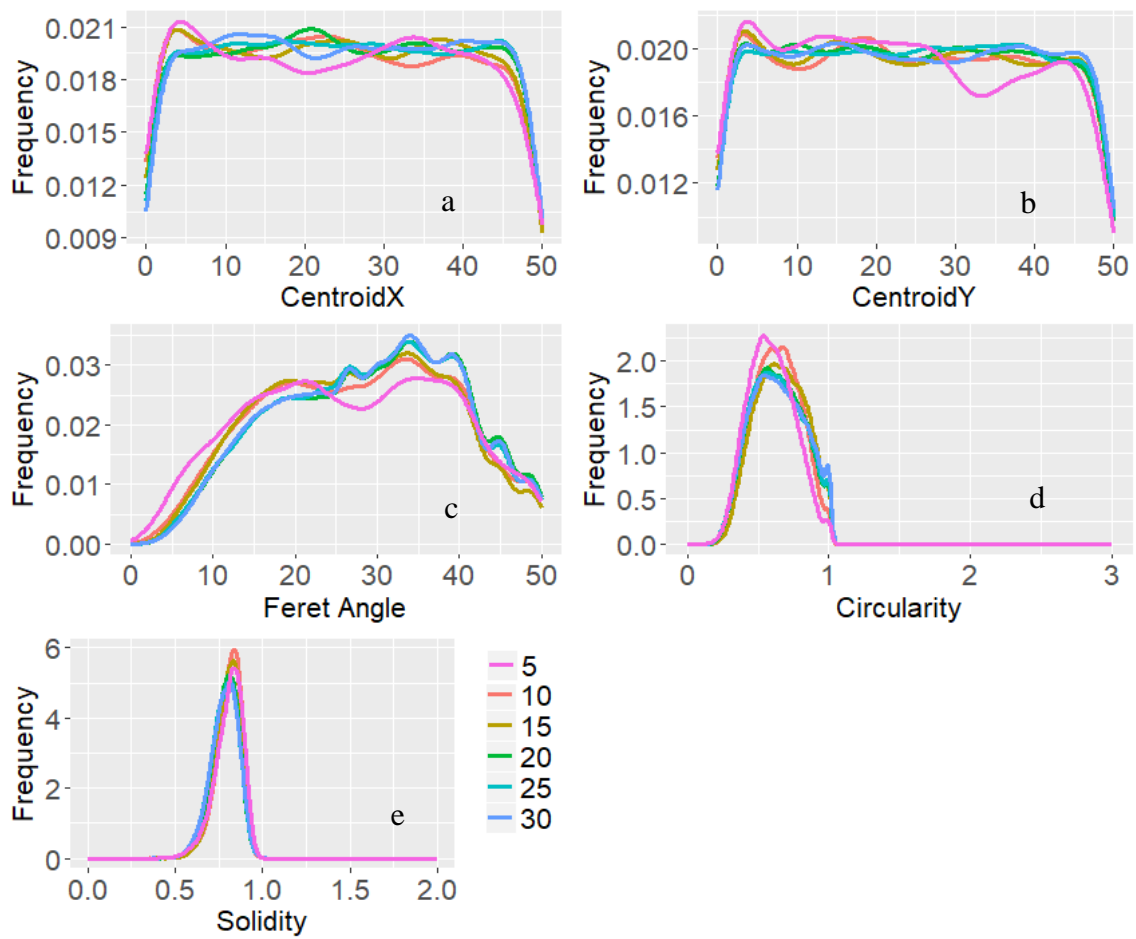 0.021
0.018
0.015
0.012
0.009
Frequency
a
0 10 20 30 40 50
CentroidX
0.020
0.016
0.012
Frequency
b
0 10 20 30 40 50
CentroidY
0.03
0.02
0.01
0.00
Frequency
c
0 10 20 30 40 50
Feret Angle
2.0
1.5
1.0
0.5
0.0
Frequency
d
0 1 2 3
Circularity
6
4
2
0
Frequency
e
0.0 0.5 1.0 1.5 2.0
Solidity
5
10
15
20
25
30